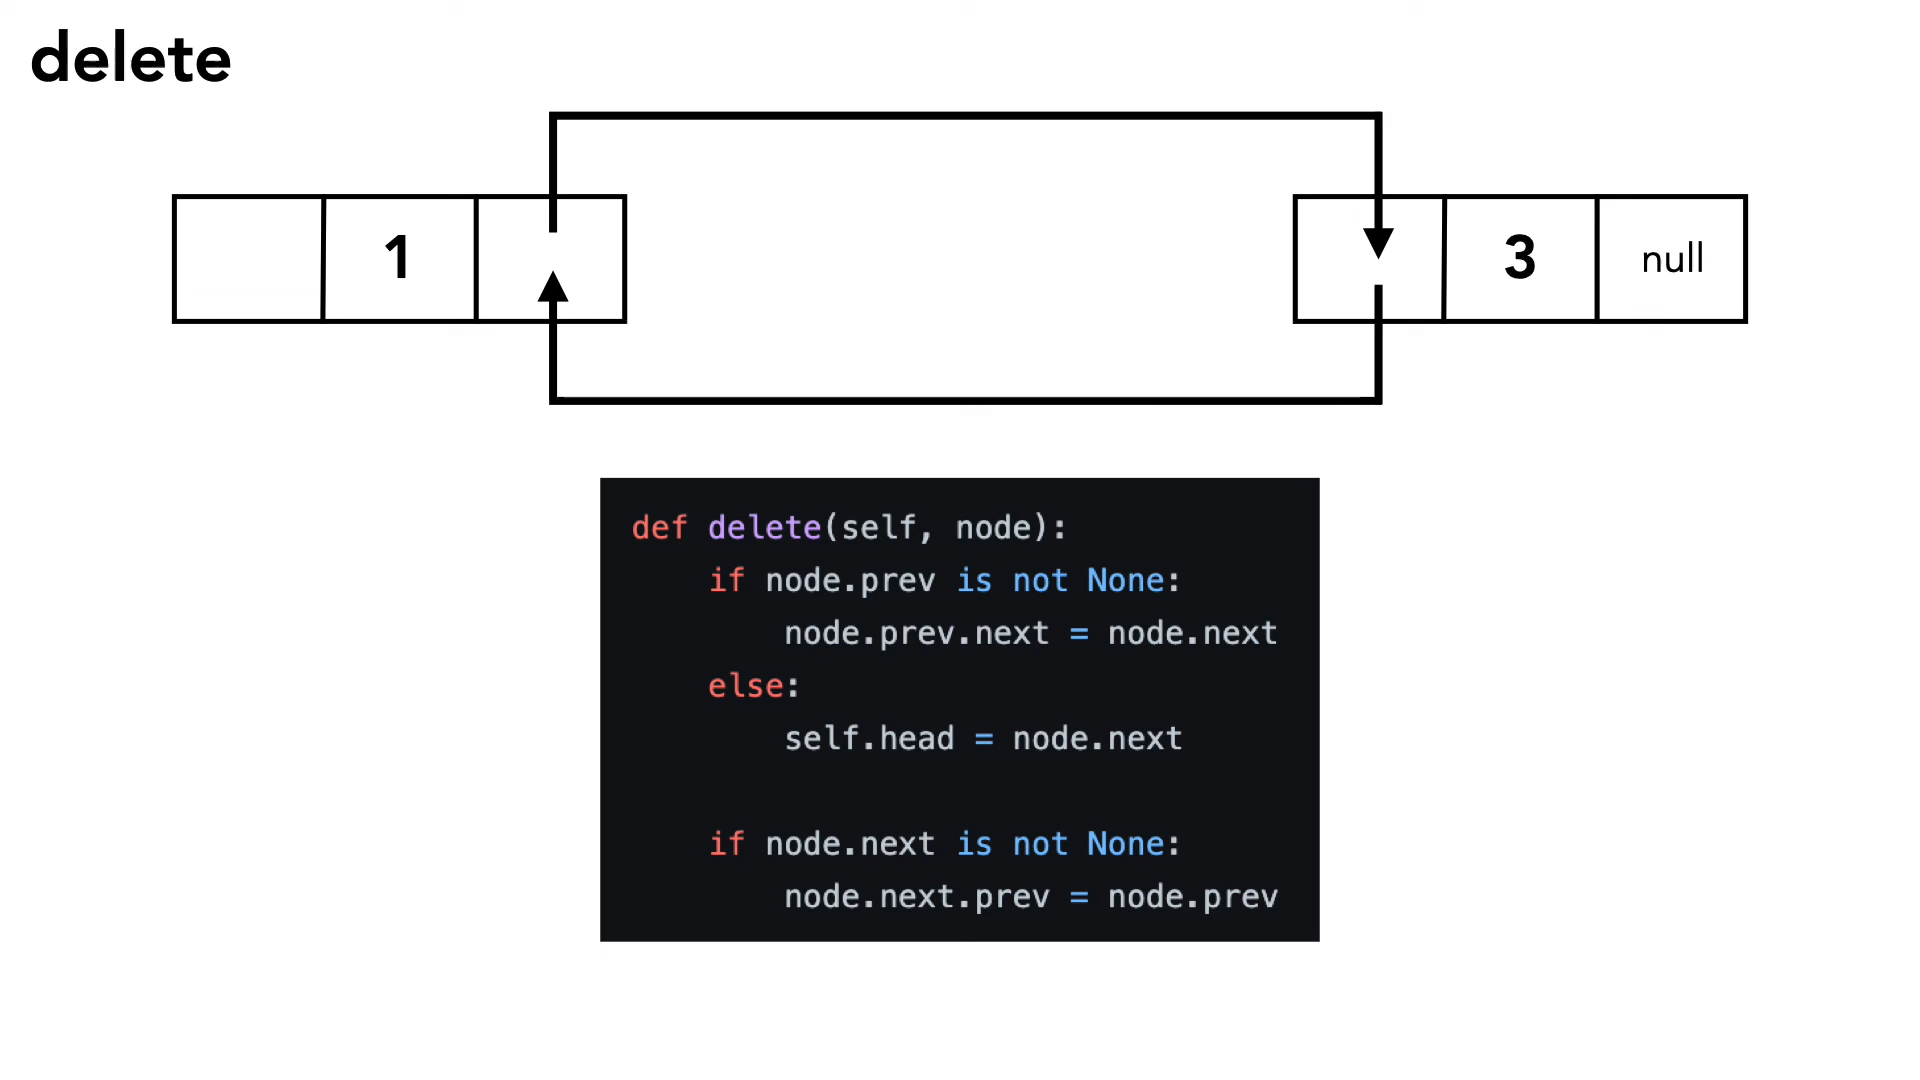 delete
1
3
null
def delete(self, node):
    if node.prev is not None:
        node.prev.next = node.next
    else:
        self.head = node.next

    if node.next is not None:
        node.next.prev = node.prev